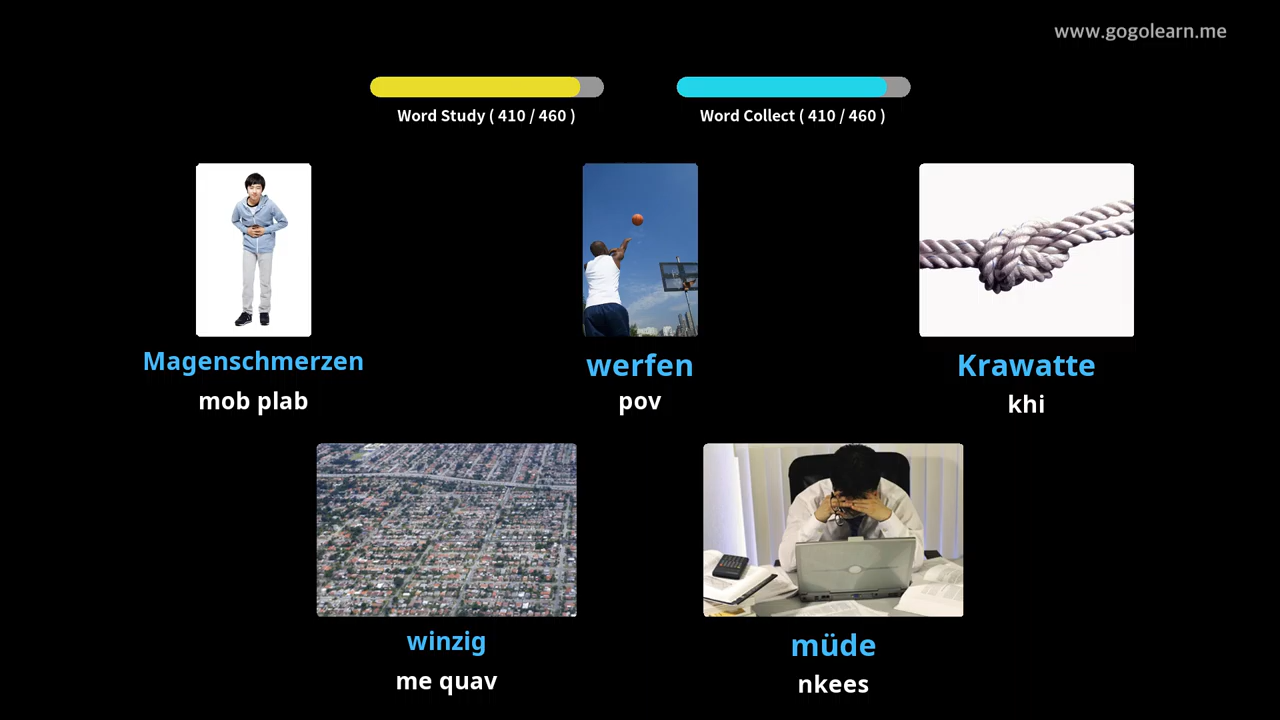 www.gogolearn.me
Word Study ( 410 / 460 )
Word Collect ( 410 / 460 )
Magenschmerzen
mob plab
werfen
pov
Krawatte
khi
winzig
me quav
müde
nkees